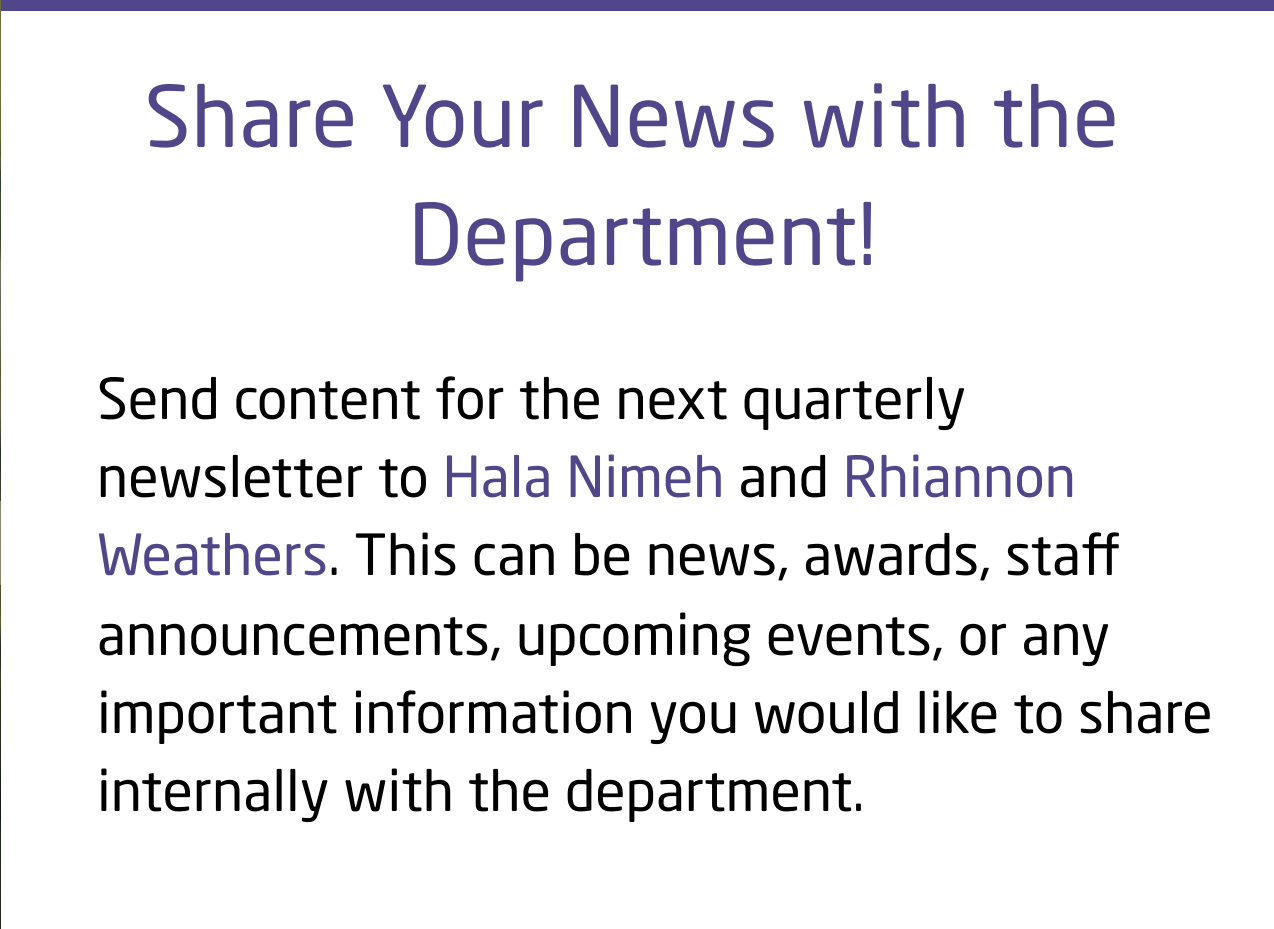 Share Your News with the
Department!
Send content for the next quarterly
newsletter to Hala Nimeh and Rhiannon
Weathers. This can be news, awards, staff
announcements, upcoming events, or any
important information you would like to share
internally with the department.